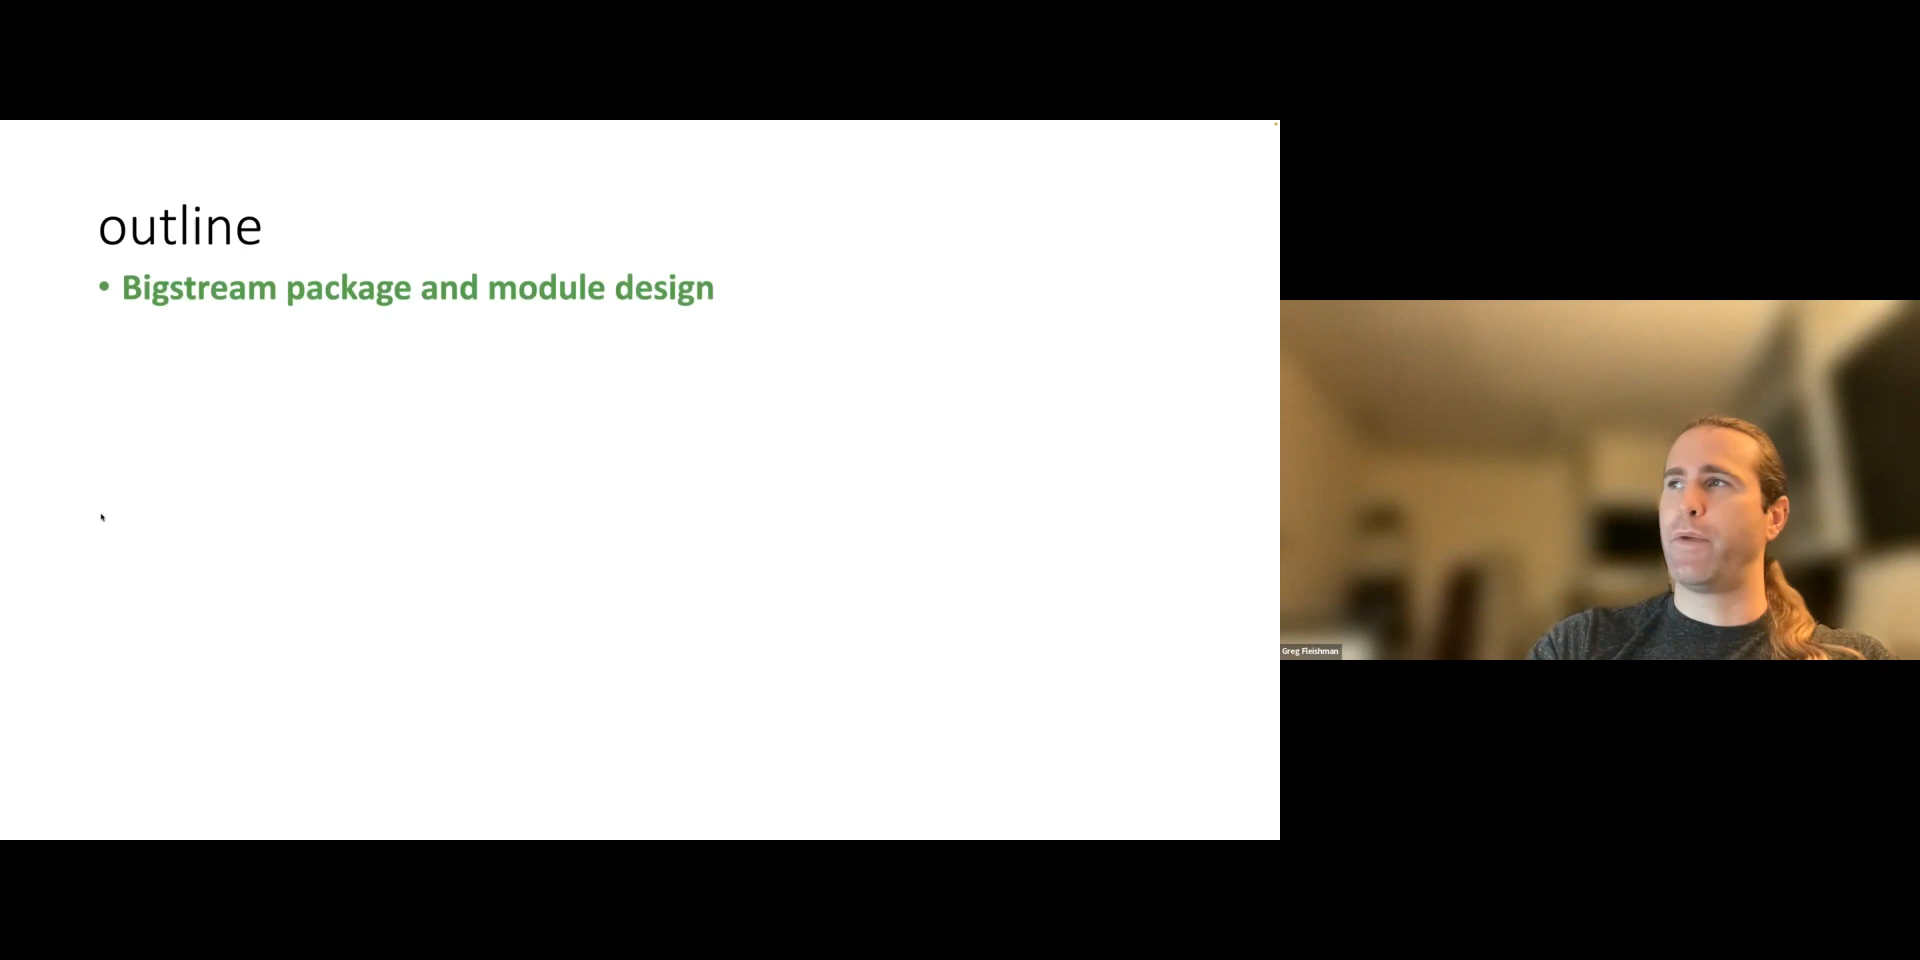 outline
• Bigstream package and module design
Greg Fleishman